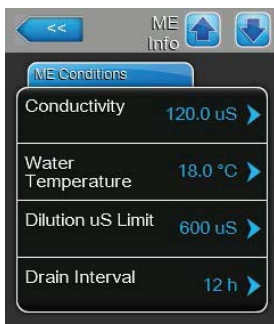 <<
ME
Info
ME Conditions
Conductivity
120.0 uS
Water
Temperature
18.0 °C
Dilution uS Limit
600 uS
Drain Interval
12 h